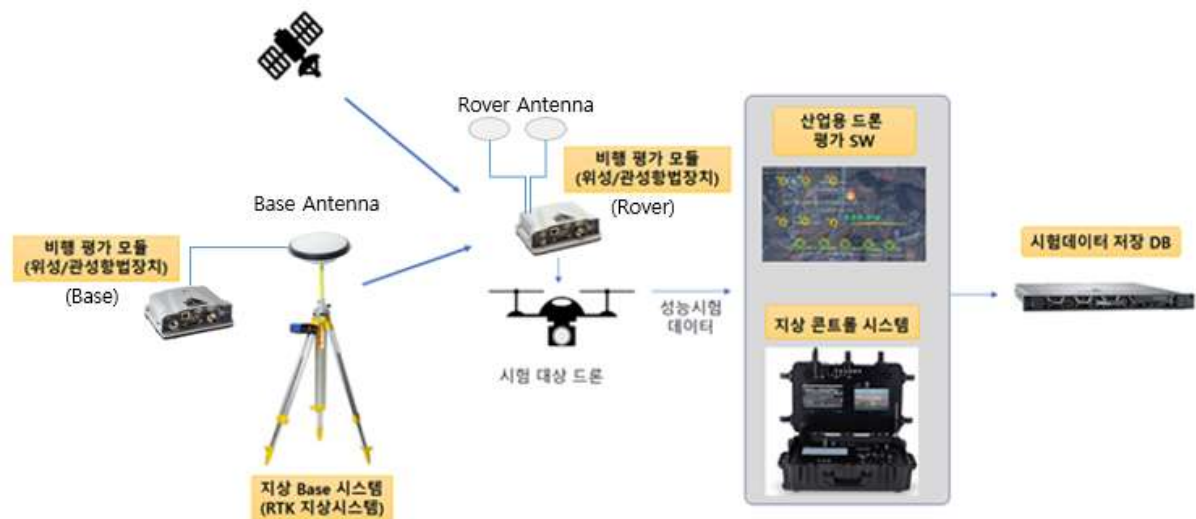 Rover Antenna
비행 평가 모듈
(위성/관성항법장치)
(Rover)
Base Antenna
비행 평가 모듈
(위성/관성항법장치)
(Base)
지상 Base 시스템
(RTK 지상시스템)
시험 대상 드론
성능시험
데이터
산업용 드론
평가 SW
지상 콘트롤 시스템
시험데이터 저장 DB